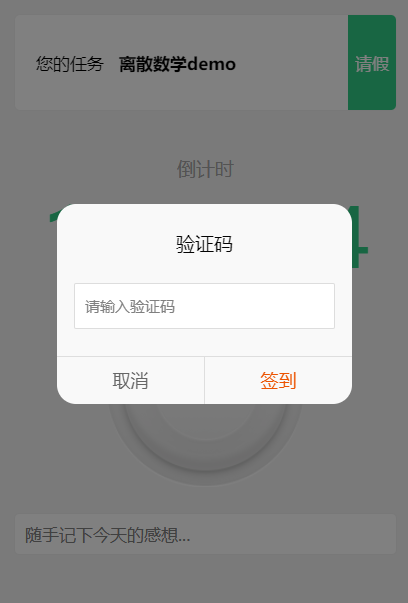 您的任务 离散数学demo
请假
倒计时
验证码
请输入验证码
取消
签到
随手记下今天的感想...